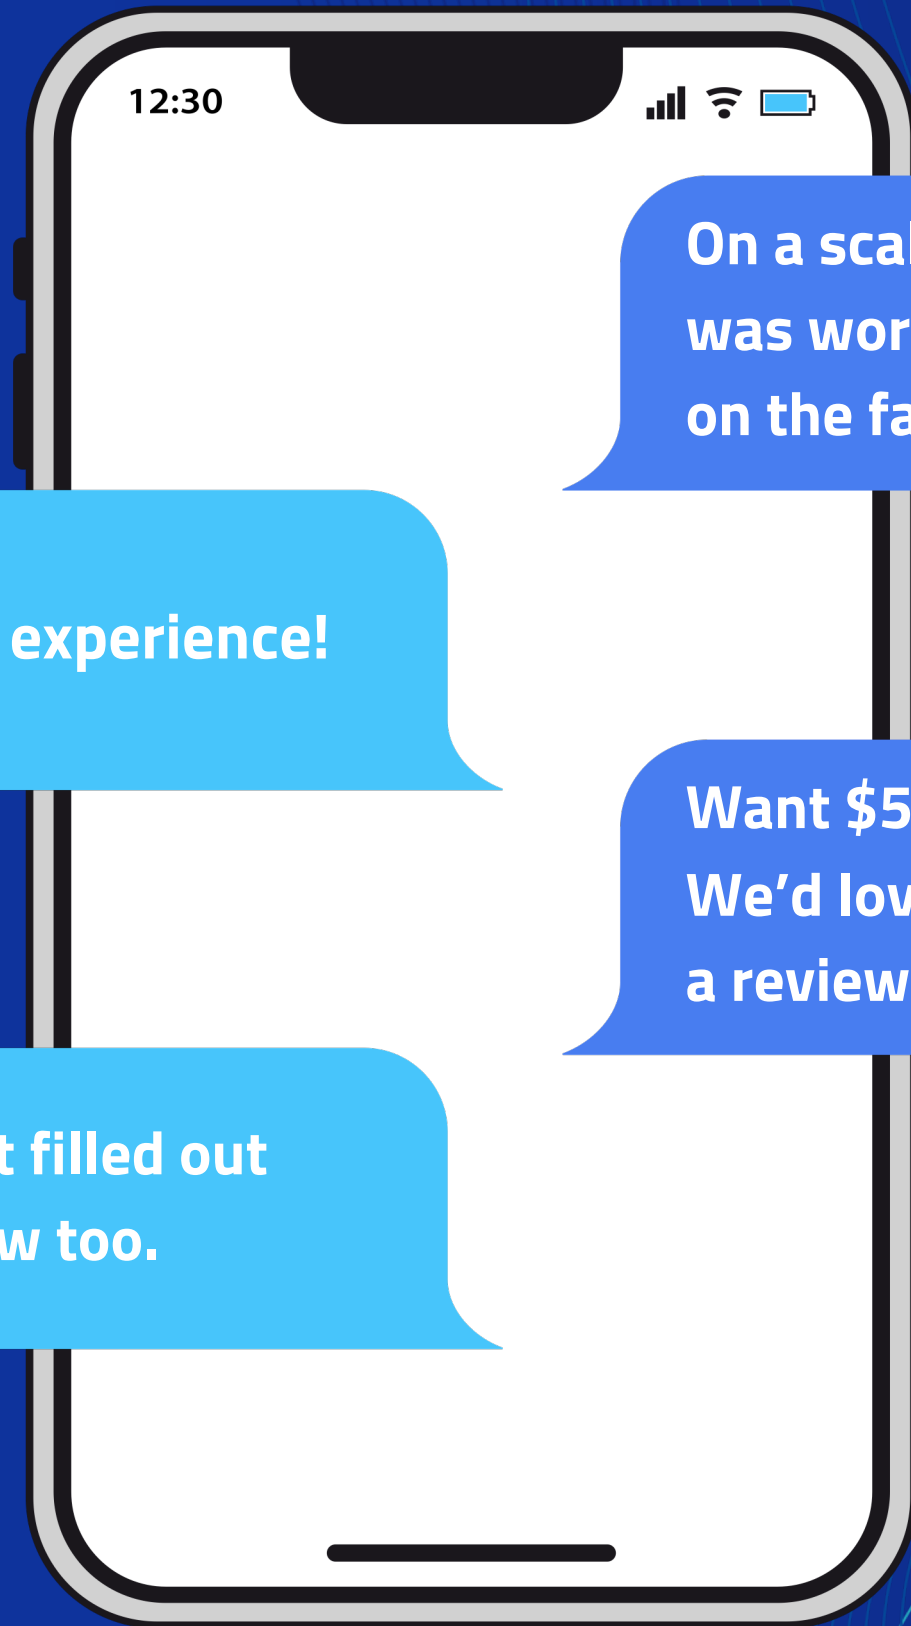 12:30
On a scal
was wor
on the fa
experience!
Want $5
We’d lov
a review
t filled out
w too.